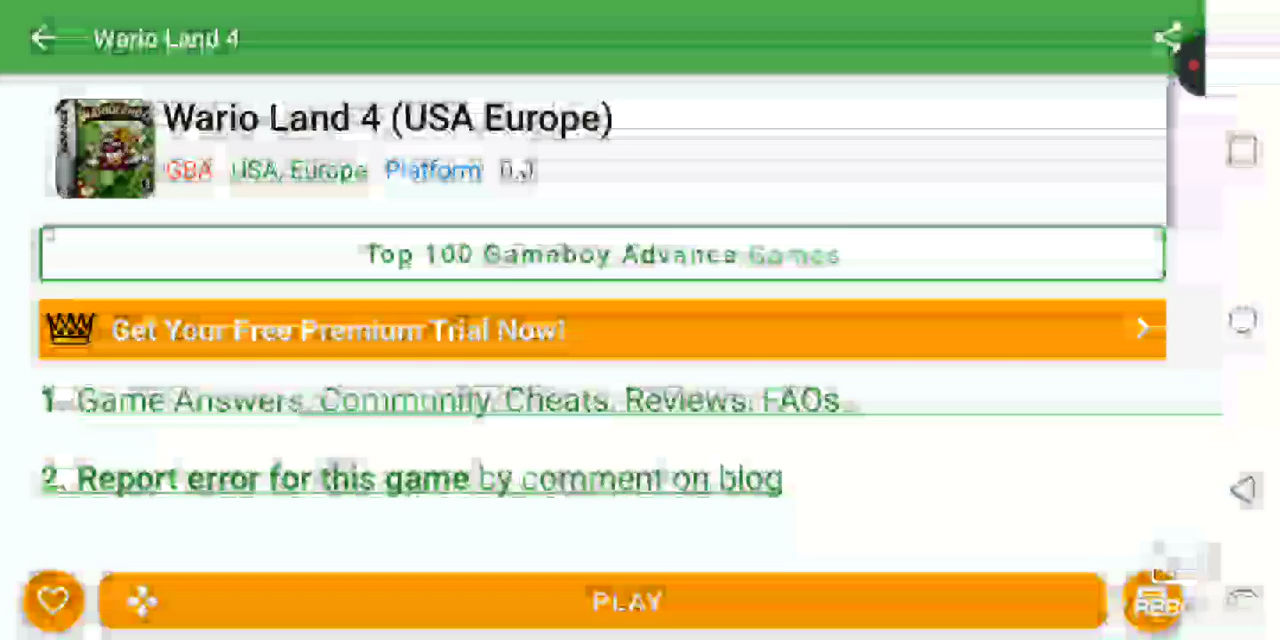 Wario Land 4
Wario Land 4 (USA Europe)
GBA USA, Europe Platform
Top 100 Gameboy Advance Games
Get Your Free Premium Trial Now!
1. Game Answers, Community, Cheats, Reviews, FAQs
2. Report error for this game by comment on blog
PLAY